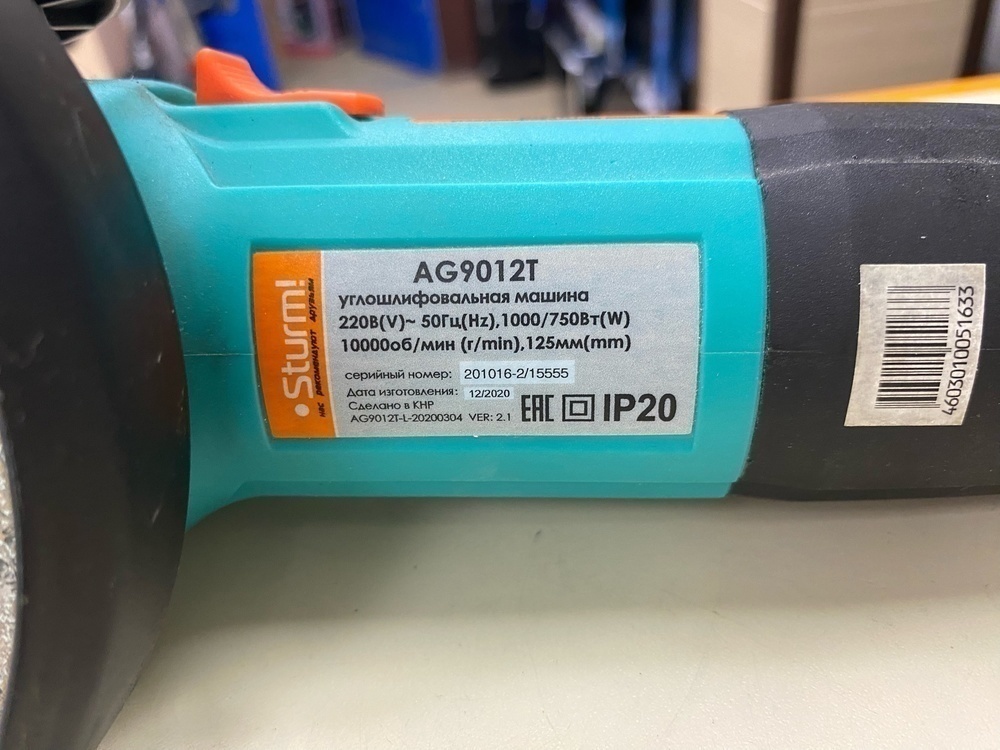 Sturm!
нас рекомендуют друзьям
AG9012T
углошлифовальная машина
220В(V)~ 50Гц(Hz),1000/750Вт(W)
10000об/мин (r/min),125мм(mm)
серийный номер: 201016-2/15555
Дата изготовления: 12/2020
Сделано в КНР
AG9012T-L-20200304 VER: 2.1
EAC IP20
4603010051633